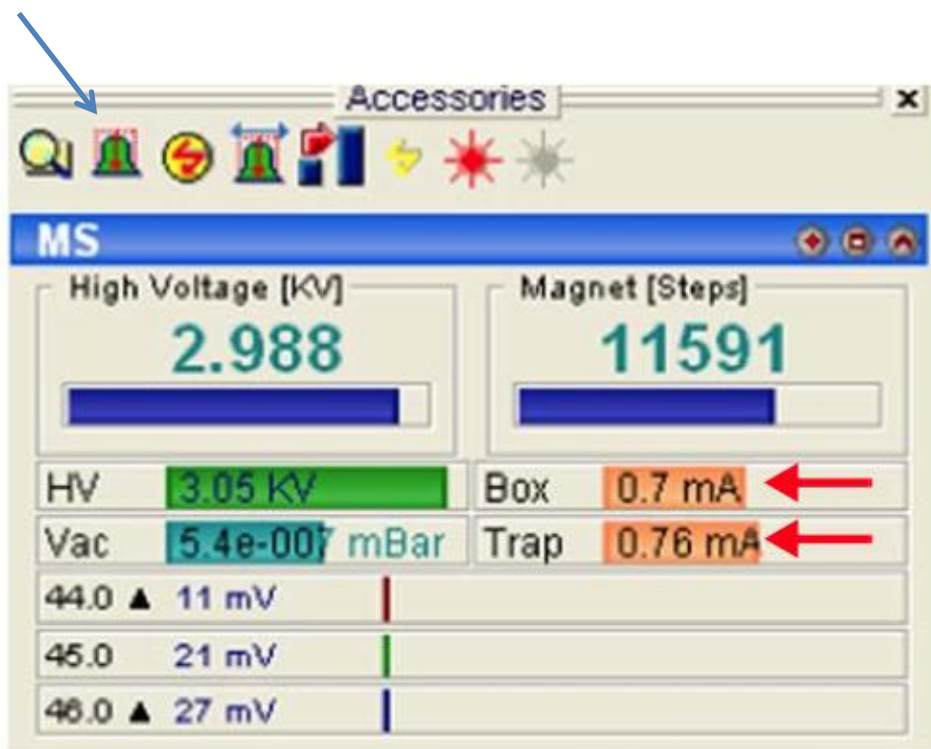 Accessories
MS
High Voltage [KV] Magnet [Steps]
2.988 11591
HV 3.05 KV Box 0.7 mA
Vac 5.4e-007 mBar Trap 0.76 mA
44.0 ▲ 11 mV
45.0 21 mV
46.0 ▲ 27 mV